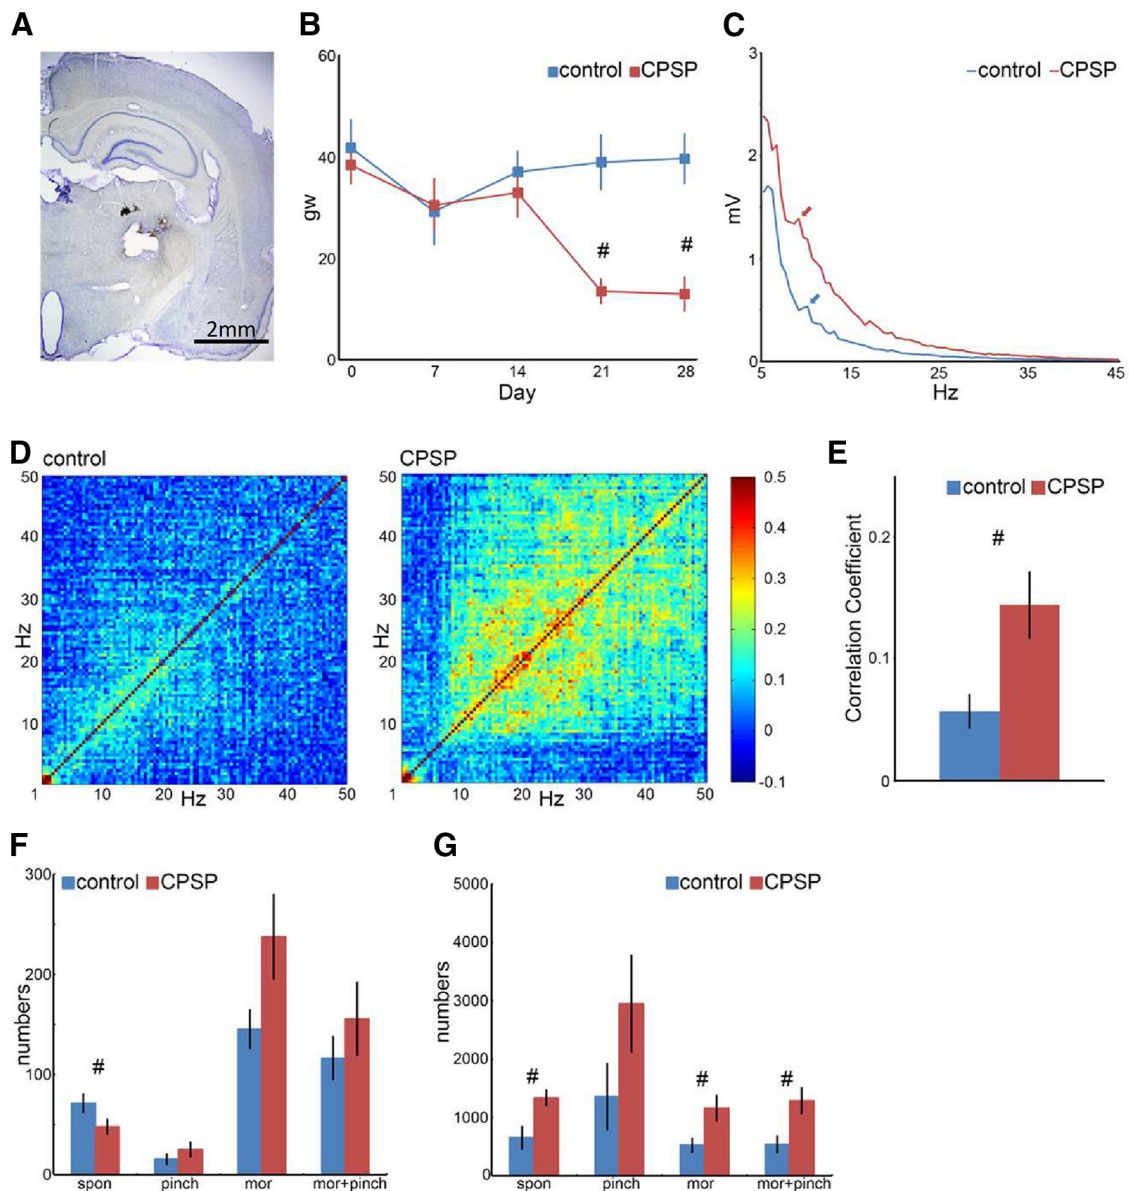 A
2mm
B
control CPSP
60
40
20
0
gw
# #
0 7 14 21 28
Day
C
control CPSP
3
2
1
0
mV
5 15 25 35 45
Hz
D
control
50
40
30
20
10
Hz
1 10 20 30 40 50
Hz
CPSP
50
40
30
20
10
Hz
1 10 20 30 40 50
Hz
0.5
0.4
0.3
0.2
0.1
0
-0.1
E
control CPSP
#
0.2
0.1
0
Correlation Coefficient
F
control CPSP
300
200
100
0
numbers
#
spon pinch mor mor+pinch
G
control CPSP
5000
4000
3000
2000
1000
0
numbers
# # #
spon pinch mor mor+pinch